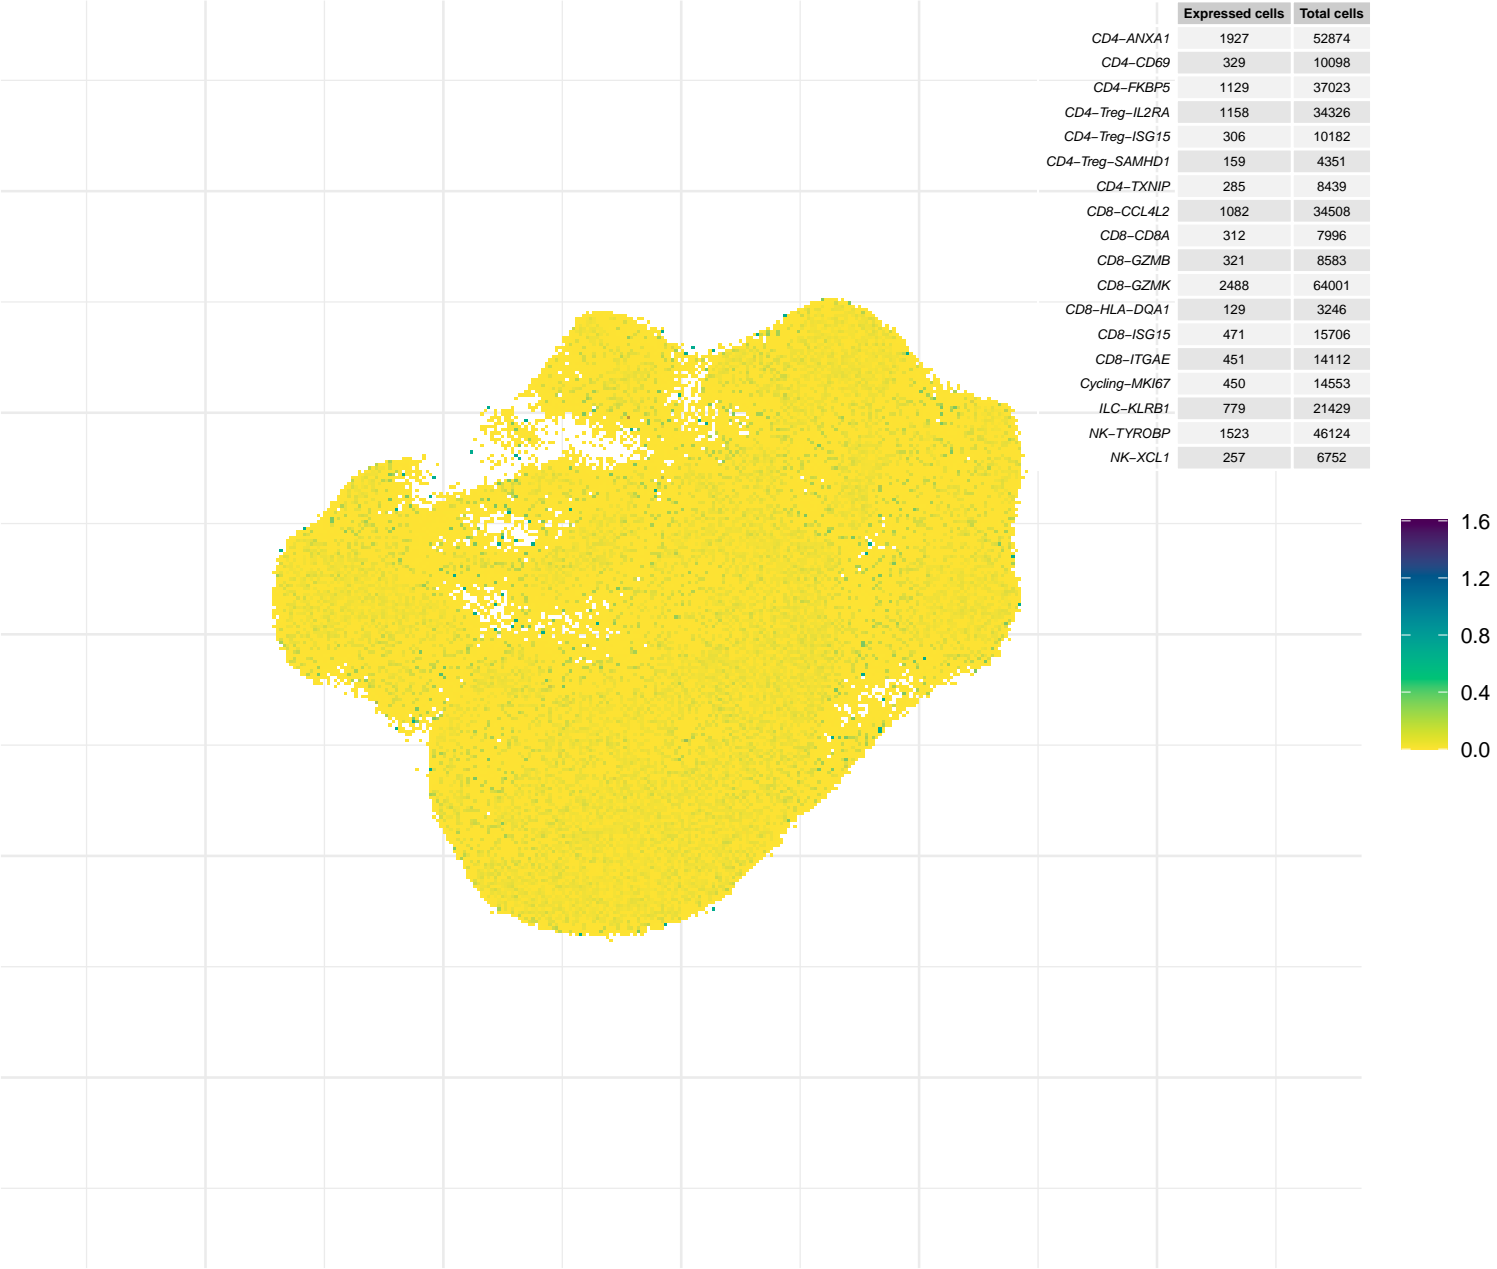 Expressed cells Total cells
CD4−ANXA1 1927 52874
CD4−CD69 329 10098
CD4−FKBP5 1129 37023
CD4−Treg−IL2RA 1158 34326
CD4−Treg−ISG15 306 10182
CD4−Treg−SAMHD1 159 4351
CD4−TXNIP 285 8439
CD8−CCL4L2 1082 34508
CD8−CD8A 312 7996
CD8−GZMB 321 8583
CD8−GZMK 2488 64001
CD8−HLA−DQA1 129 3246
CD8−ISG15 471 15706
CD8−ITGAE 451 14112
Cycling−MKI67 450 14553
ILC−KLRB1 779 21429
NK−TYROBP 1523 46124
NK−XCL1 257 6752
1.6
1.2
0.8
0.4
0.0